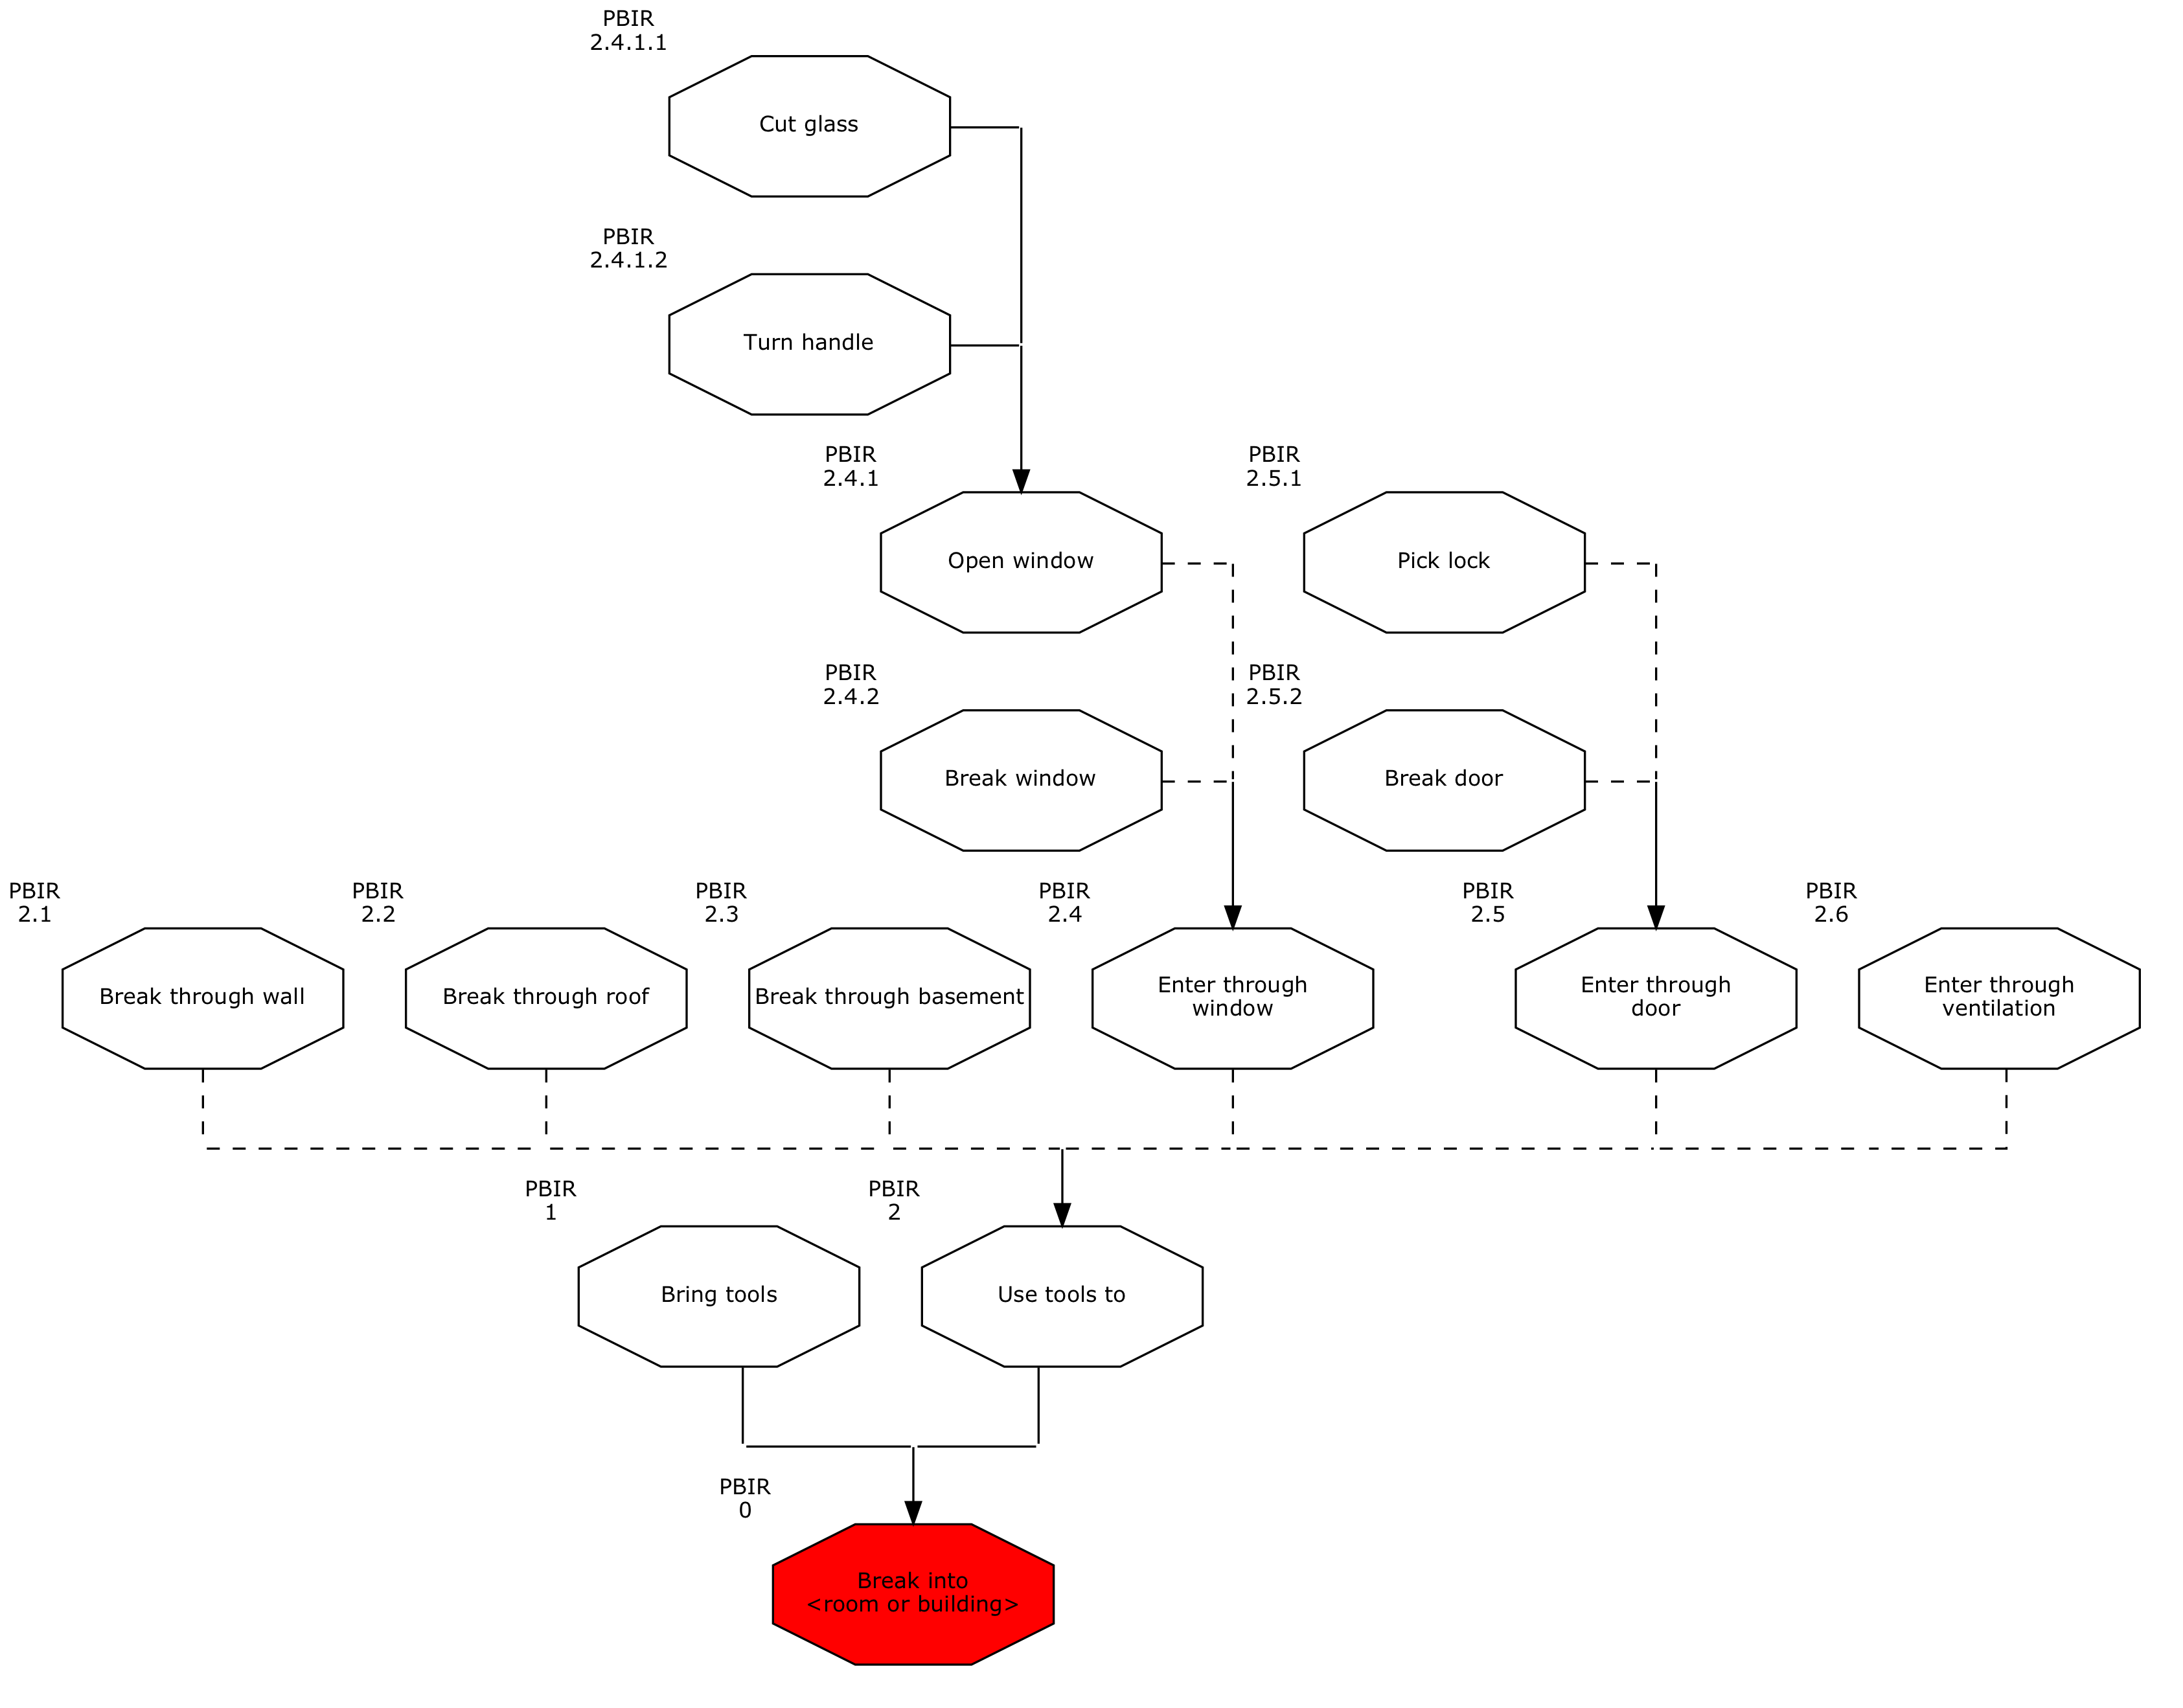 PBIR
2.4.1.1
Cut glass
PBIR
2.4.1.2
Turn handle
PBIR
2.4.1
Open window
PBIR
2.5.1
Pick lock
PBIR
2.4.2
Break window
PBIR
2.5.2
Break door
PBIR
2.1
Break through wall
PBIR
2.2
Break through roof
PBIR
2.3
Break through basement
PBIR
2.4
Enter through
window
PBIR
2.5
Enter through
door
PBIR
2.6
Enter through
ventilation
PBIR
1
Bring tools
PBIR
2
Use tools to
PBIR
0
Break into
<room or building>